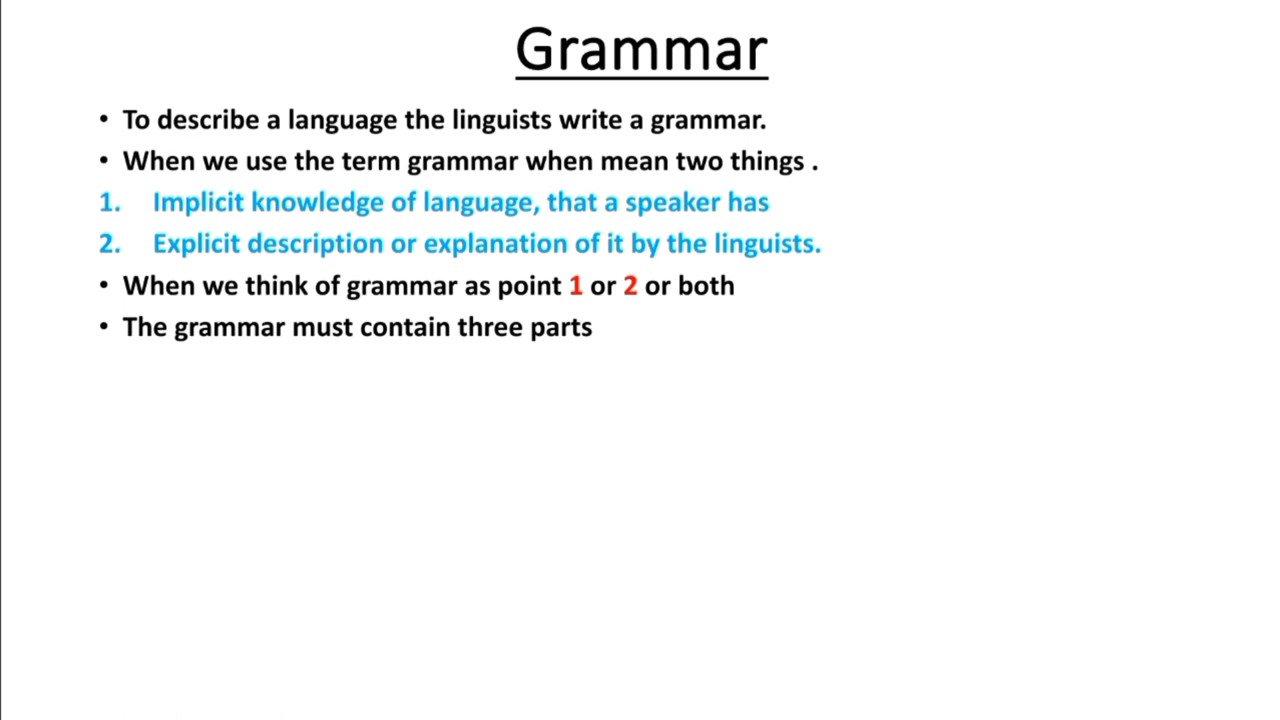 Grammar
• To describe a language the linguists write a grammar.
• When we use the term grammar when mean two things .
1. Implicit knowledge of language, that a speaker has
2. Explicit description or explanation of it by the linguists.
• When we think of grammar as point 1 or 2 or both
• The grammar must contain three parts